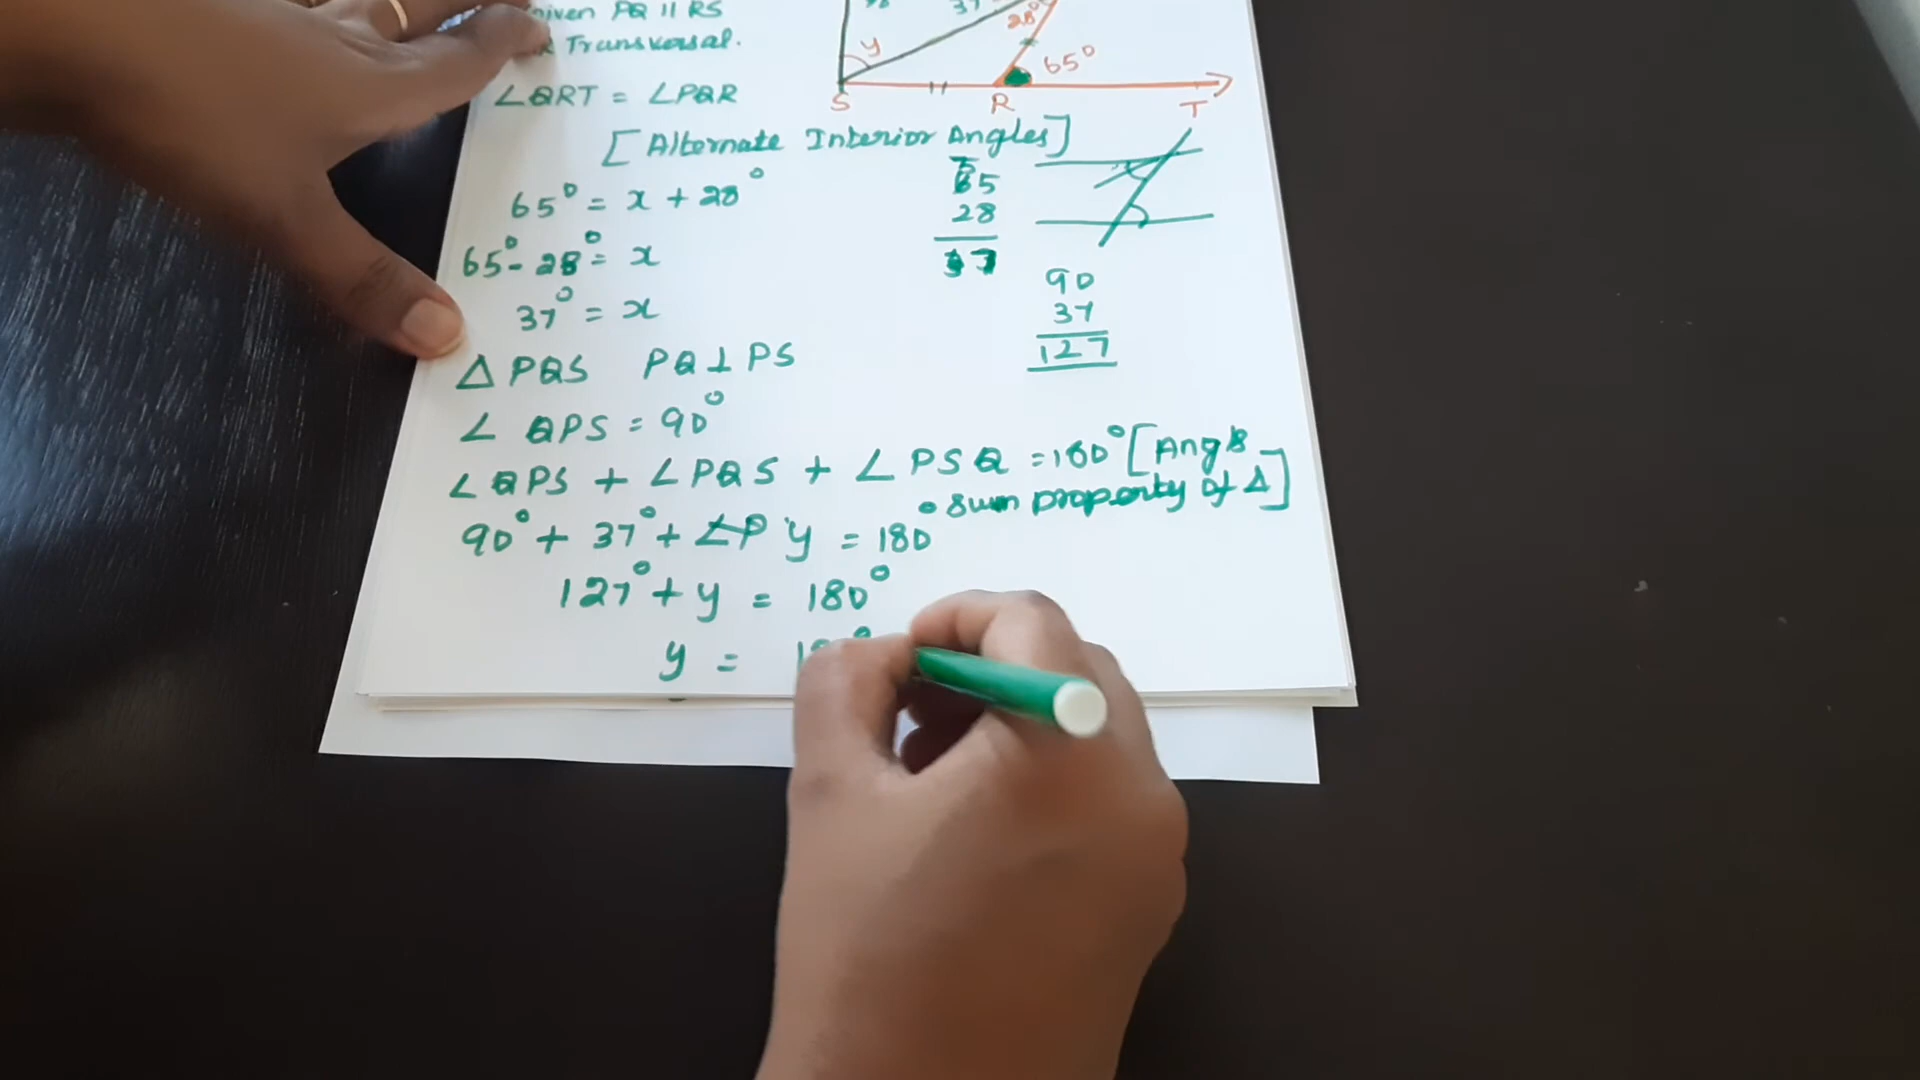 given PQ || RS
Transversal.
∠QRT = ∠PQR
[Alternate Interior Angles]
65° = x + 28°
65° - 28° = x
37° = x
△ PQS PQ ⊥ PS
∠ QPS = 90°
∠QPS + ∠PQS + ∠PSQ = 180° [Angle
sum property of △]
90° + 37° + y = 180°
127° + y = 180°
y =
37
28°
y
65°
S
R
T
65
28
37
90
37
127